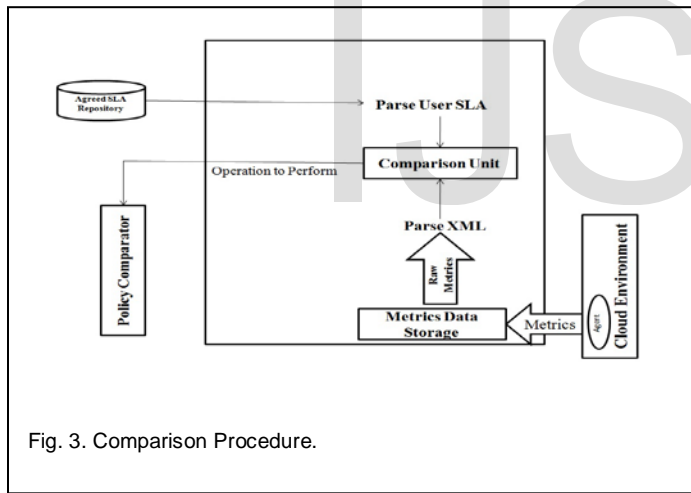 IJS
Agreed SLA
Repository
Parse User SLA
Comparison Unit
Operation to Perform
Parse XML
Policy Comparator
Raw
Metrics
Metrics Data
Storage
Metrics
Agent
Cloud Environment
Fig. 3. Comparison Procedure.